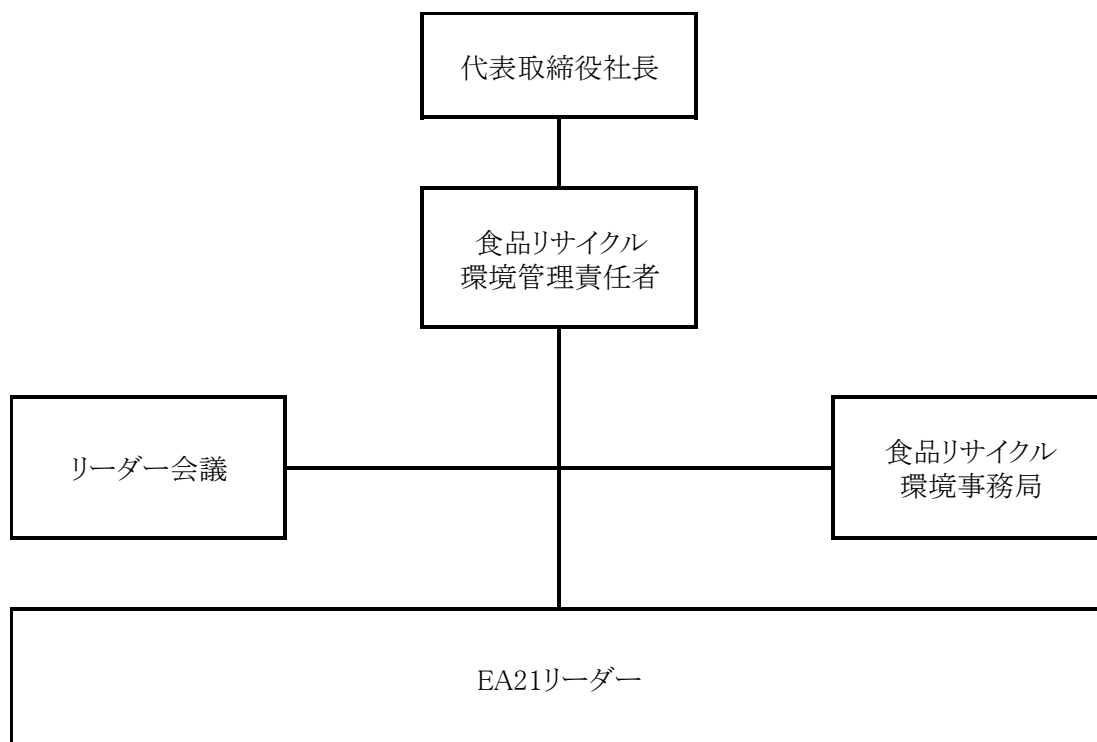 代表取締役社長
食品リサイクル
環境管理責任者
リーダー会議
食品リサイクル
環境事務局
EA21リーダー